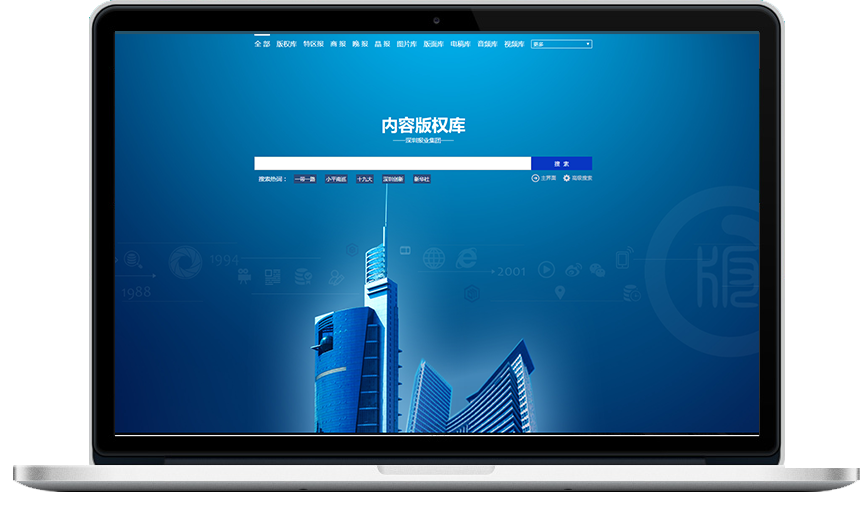 全 部 版权库 特区报 商 报 晚 报 晶 报 图片库 版面库 电稿库 音频库 视频库 更多
内容版权库
——深圳报业集团——
搜 索
搜索热词： 一带一路 小平南巡 十九大 深圳创新 新华社 主界面 高级搜索
1994
2001
1988
版